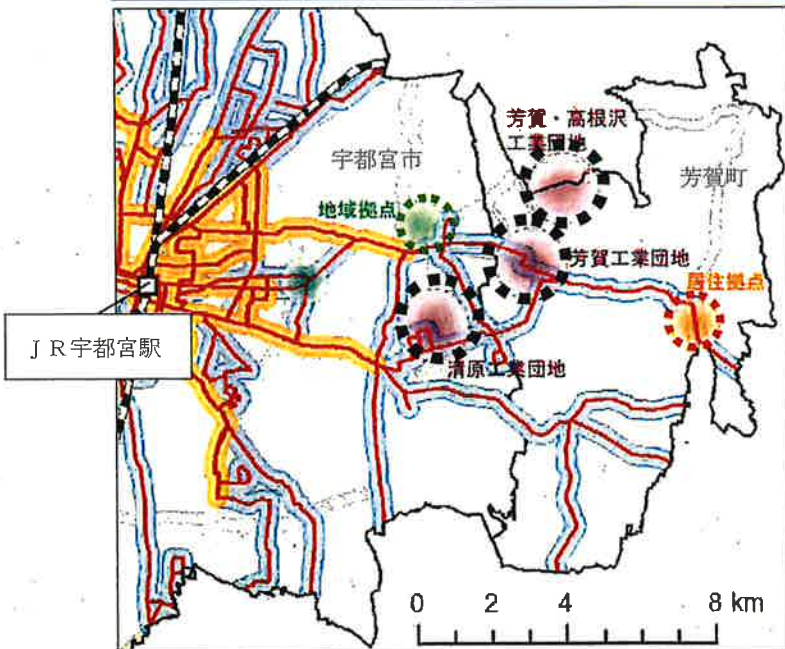 芳賀・高根沢
工業団地
宇都宮市
芳賀町
地域拠点
芳賀工業団地
居住拠点
JR宇都宮駅
清原工業団地
0 2 4 8 km